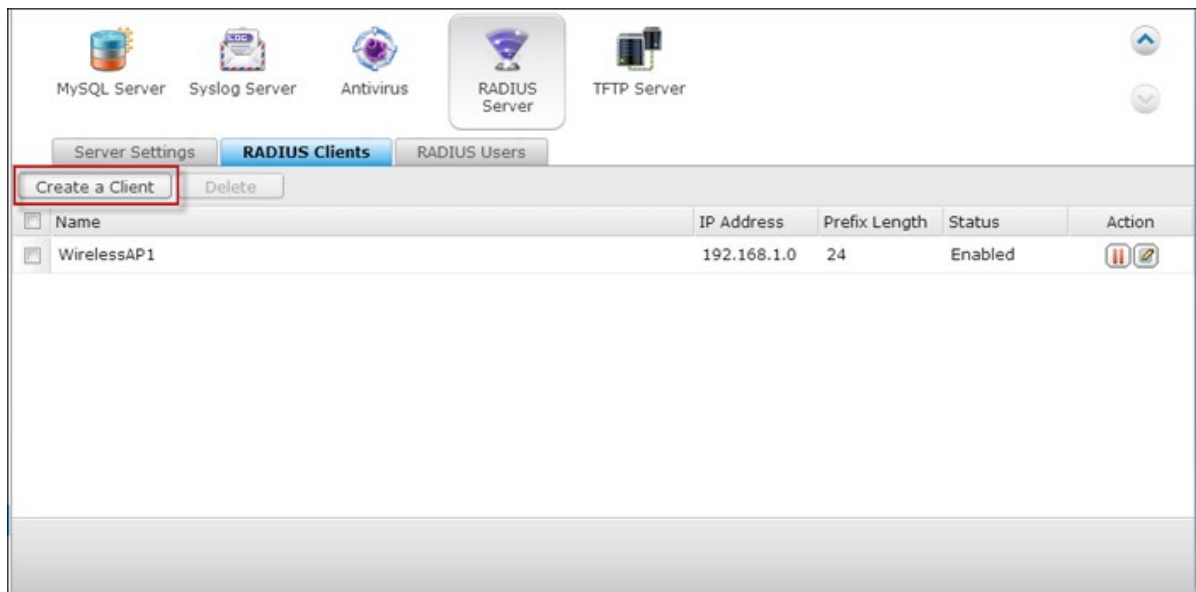 MySQL Server
Syslog Server
Antivirus
RADIUS
Server
TFTP Server
Server Settings
RADIUS Clients
RADIUS Users
Create a Client
Delete
Name IP Address Prefix Length Status Action
WirelessAP1 192.168.1.0 24 Enabled